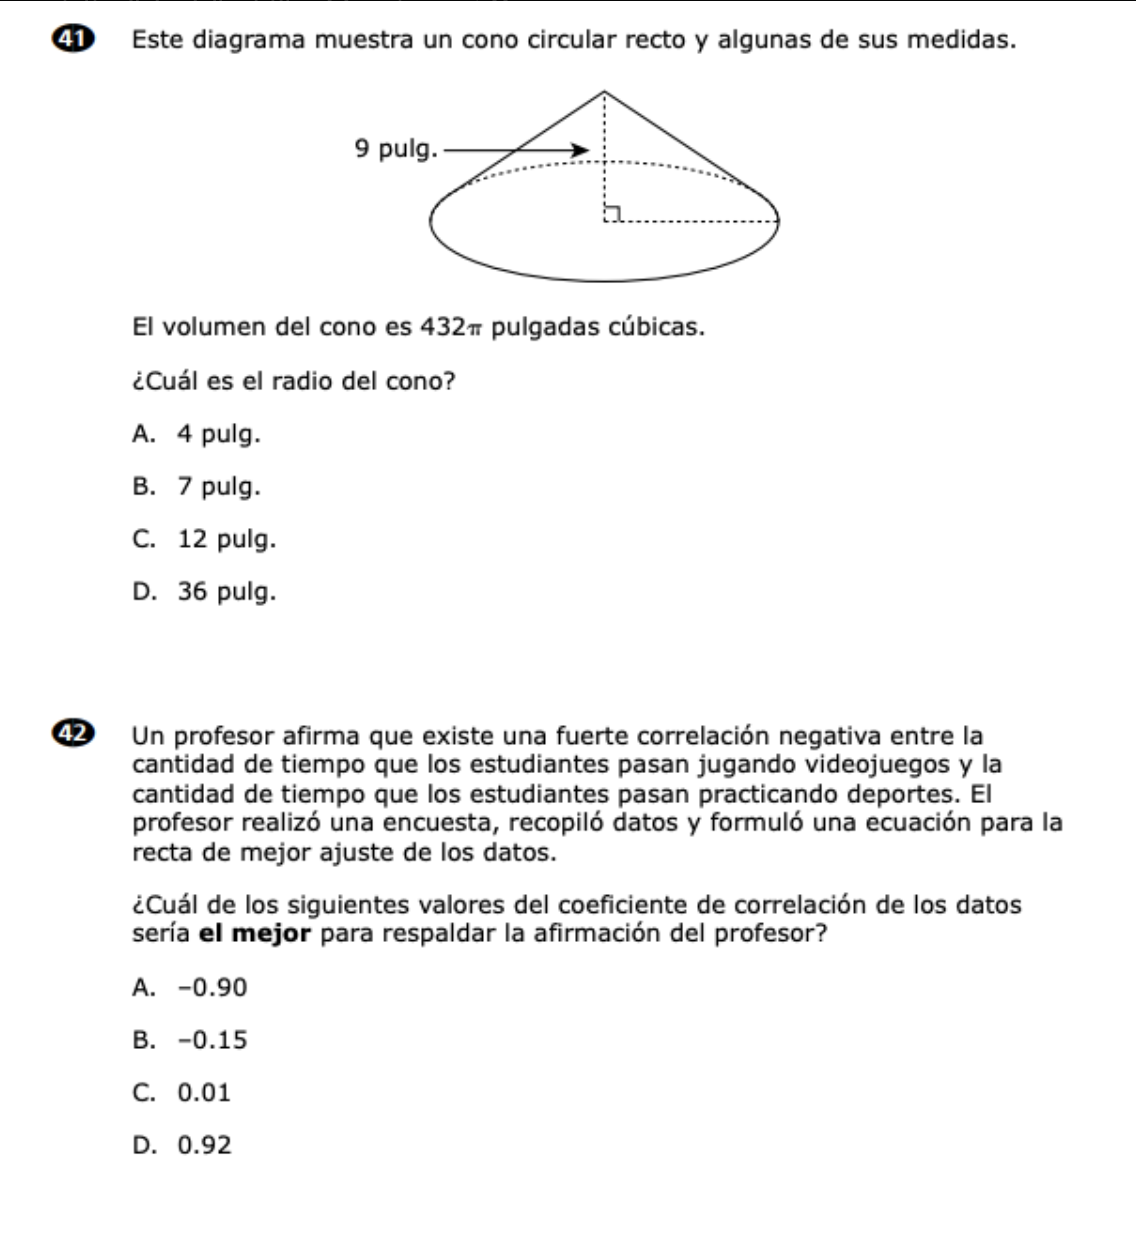 41 Este diagrama muestra un cono circular recto y algunas de sus medidas.
9 pulg.
El volumen del cono es 432π pulgadas cúbicas.
¿Cuál es el radio del cono?
A. 4 pulg.
B. 7 pulg.
C. 12 pulg.
D. 36 pulg.
42 Un profesor afirma que existe una fuerte correlación negativa entre la
cantidad de tiempo que los estudiantes pasan jugando videojuegos y la
cantidad de tiempo que los estudiantes pasan practicando deportes. El
profesor realizó una encuesta, recopiló datos y formuló una ecuación para la
recta de mejor ajuste de los datos.
¿Cuál de los siguientes valores del coeficiente de correlación de los datos
sería el mejor para respaldar la afirmación del profesor?
A. −0.90
B. −0.15
C. 0.01
D. 0.92